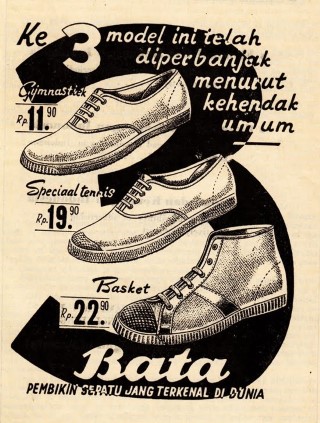 Ke 3 model ini telah
diperbanjak
menurut
kehendak
umum
Gymnastiek
Rp. 11.90
Speciaal tennis
Rp. 19.90
Basket
Rp. 22.90
Bata
PEMBIKIN SEPATU JANG TERKENAL DI DUNIA